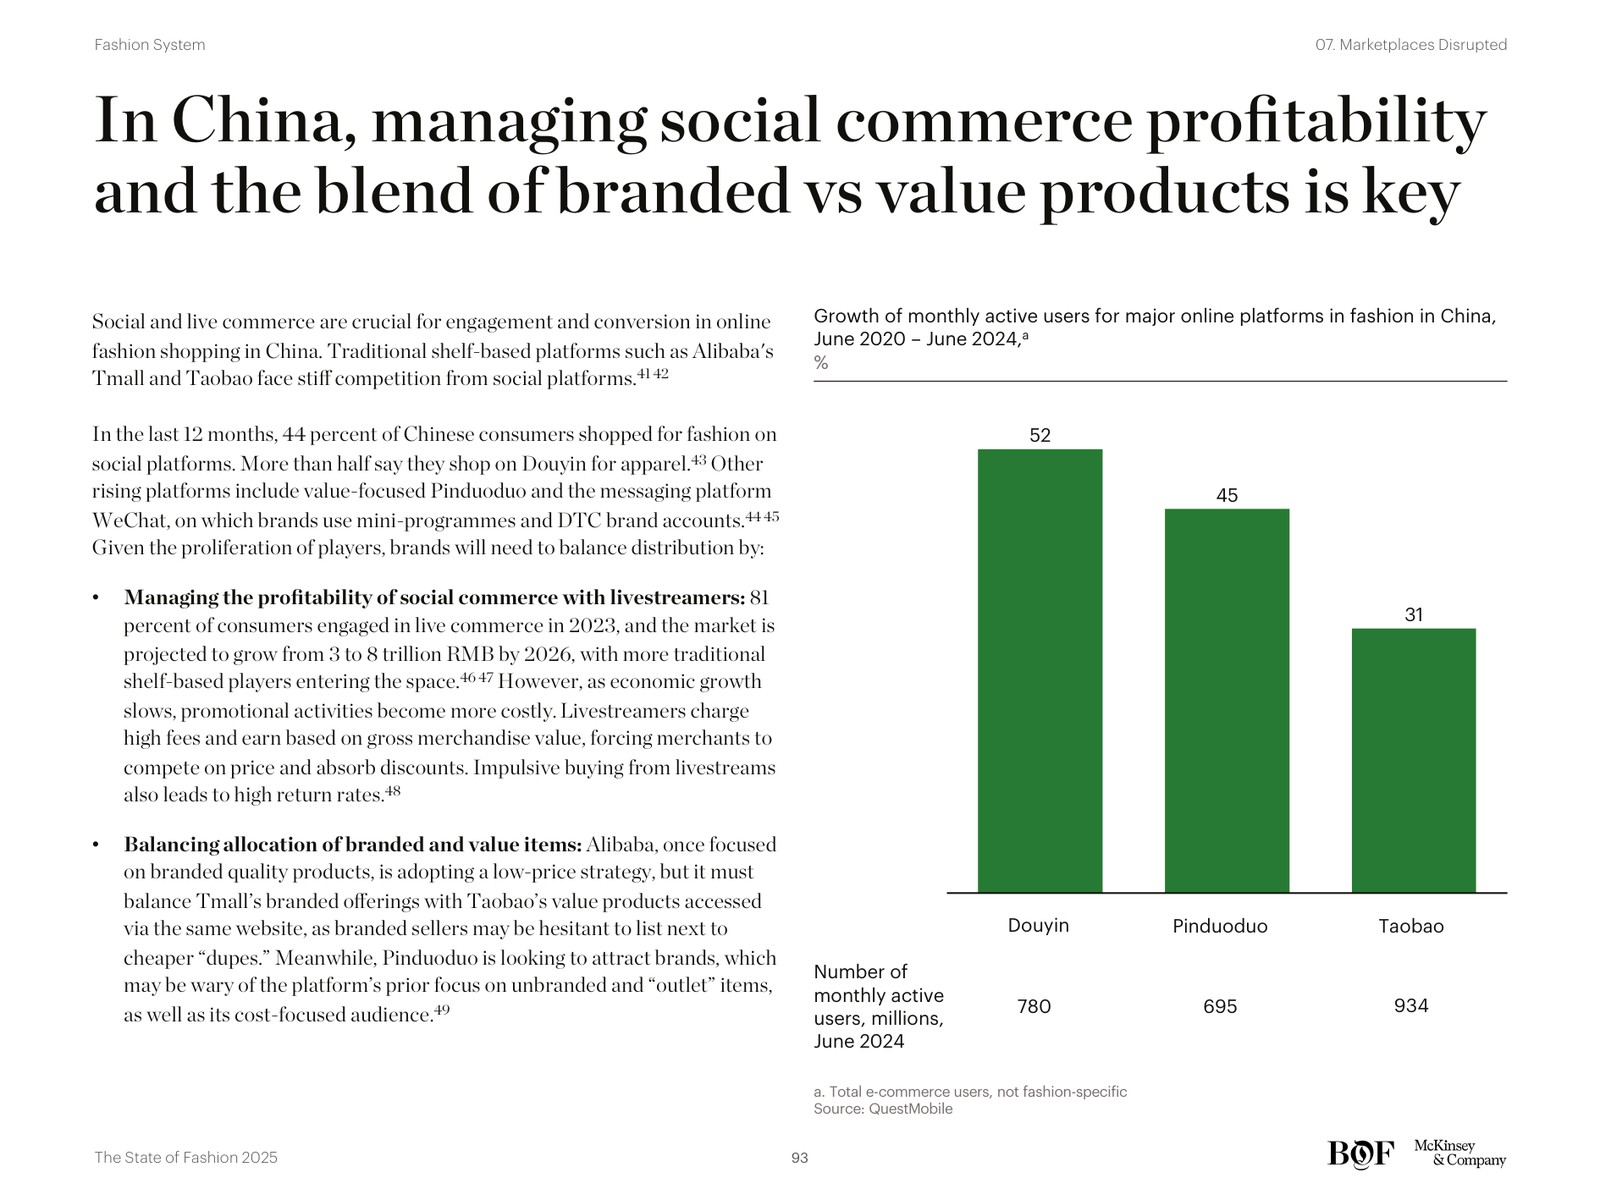 Fashion System
07. Marketplaces Disrupted
In China, managing social commerce profitability
and the blend of branded vs value products is key
Social and live commerce are crucial for engagement and conversion in online
fashion shopping in China. Traditional shelf-based platforms such as Alibaba's
Tmall and Taobao face stiff competition from social platforms.⁴¹ ⁴²
In the last 12 months, 44 percent of Chinese consumers shopped for fashion on
social platforms. More than half say they shop on Douyin for apparel.⁴³ Other
rising platforms include value-focused Pinduoduo and the messaging platform
WeChat, on which brands use mini-programmes and DTC brand accounts.⁴⁴ ⁴⁵
Given the proliferation of players, brands will need to balance distribution by:
• Managing the profitability of social commerce with livestreamers: 81
percent of consumers engaged in live commerce in 2023, and the market is
projected to grow from 3 to 8 trillion RMB by 2026, with more traditional
shelf-based players entering the space.⁴⁶ ⁴⁷ However, as economic growth
slows, promotional activities become more costly. Livestreamers charge
high fees and earn based on gross merchandise value, forcing merchants to
compete on price and absorb discounts. Impulsive buying from livestreams
also leads to high return rates.⁴⁸
• Balancing allocation of branded and value items: Alibaba, once focused
on branded quality products, is adopting a low-price strategy, but it must
balance Tmall’s branded offerings with Taobao’s value products accessed
via the same website, as branded sellers may be hesitant to list next to
cheaper “dupes.” Meanwhile, Pinduoduo is looking to attract brands, which
may be wary of the platform’s prior focus on unbranded and “outlet” items,
as well as its cost-focused audience.⁴⁹
Growth of monthly active users for major online platforms in fashion in China,
June 2020 – June 2024,ᵃ
%
52
45
31
Douyin
Pinduoduo
Taobao
Number of
monthly active
users, millions,
June 2024
780
695
934
a. Total e-commerce users, not fashion-specific
Source: QuestMobile
The State of Fashion 2025
93
BOF
McKinsey
& Company